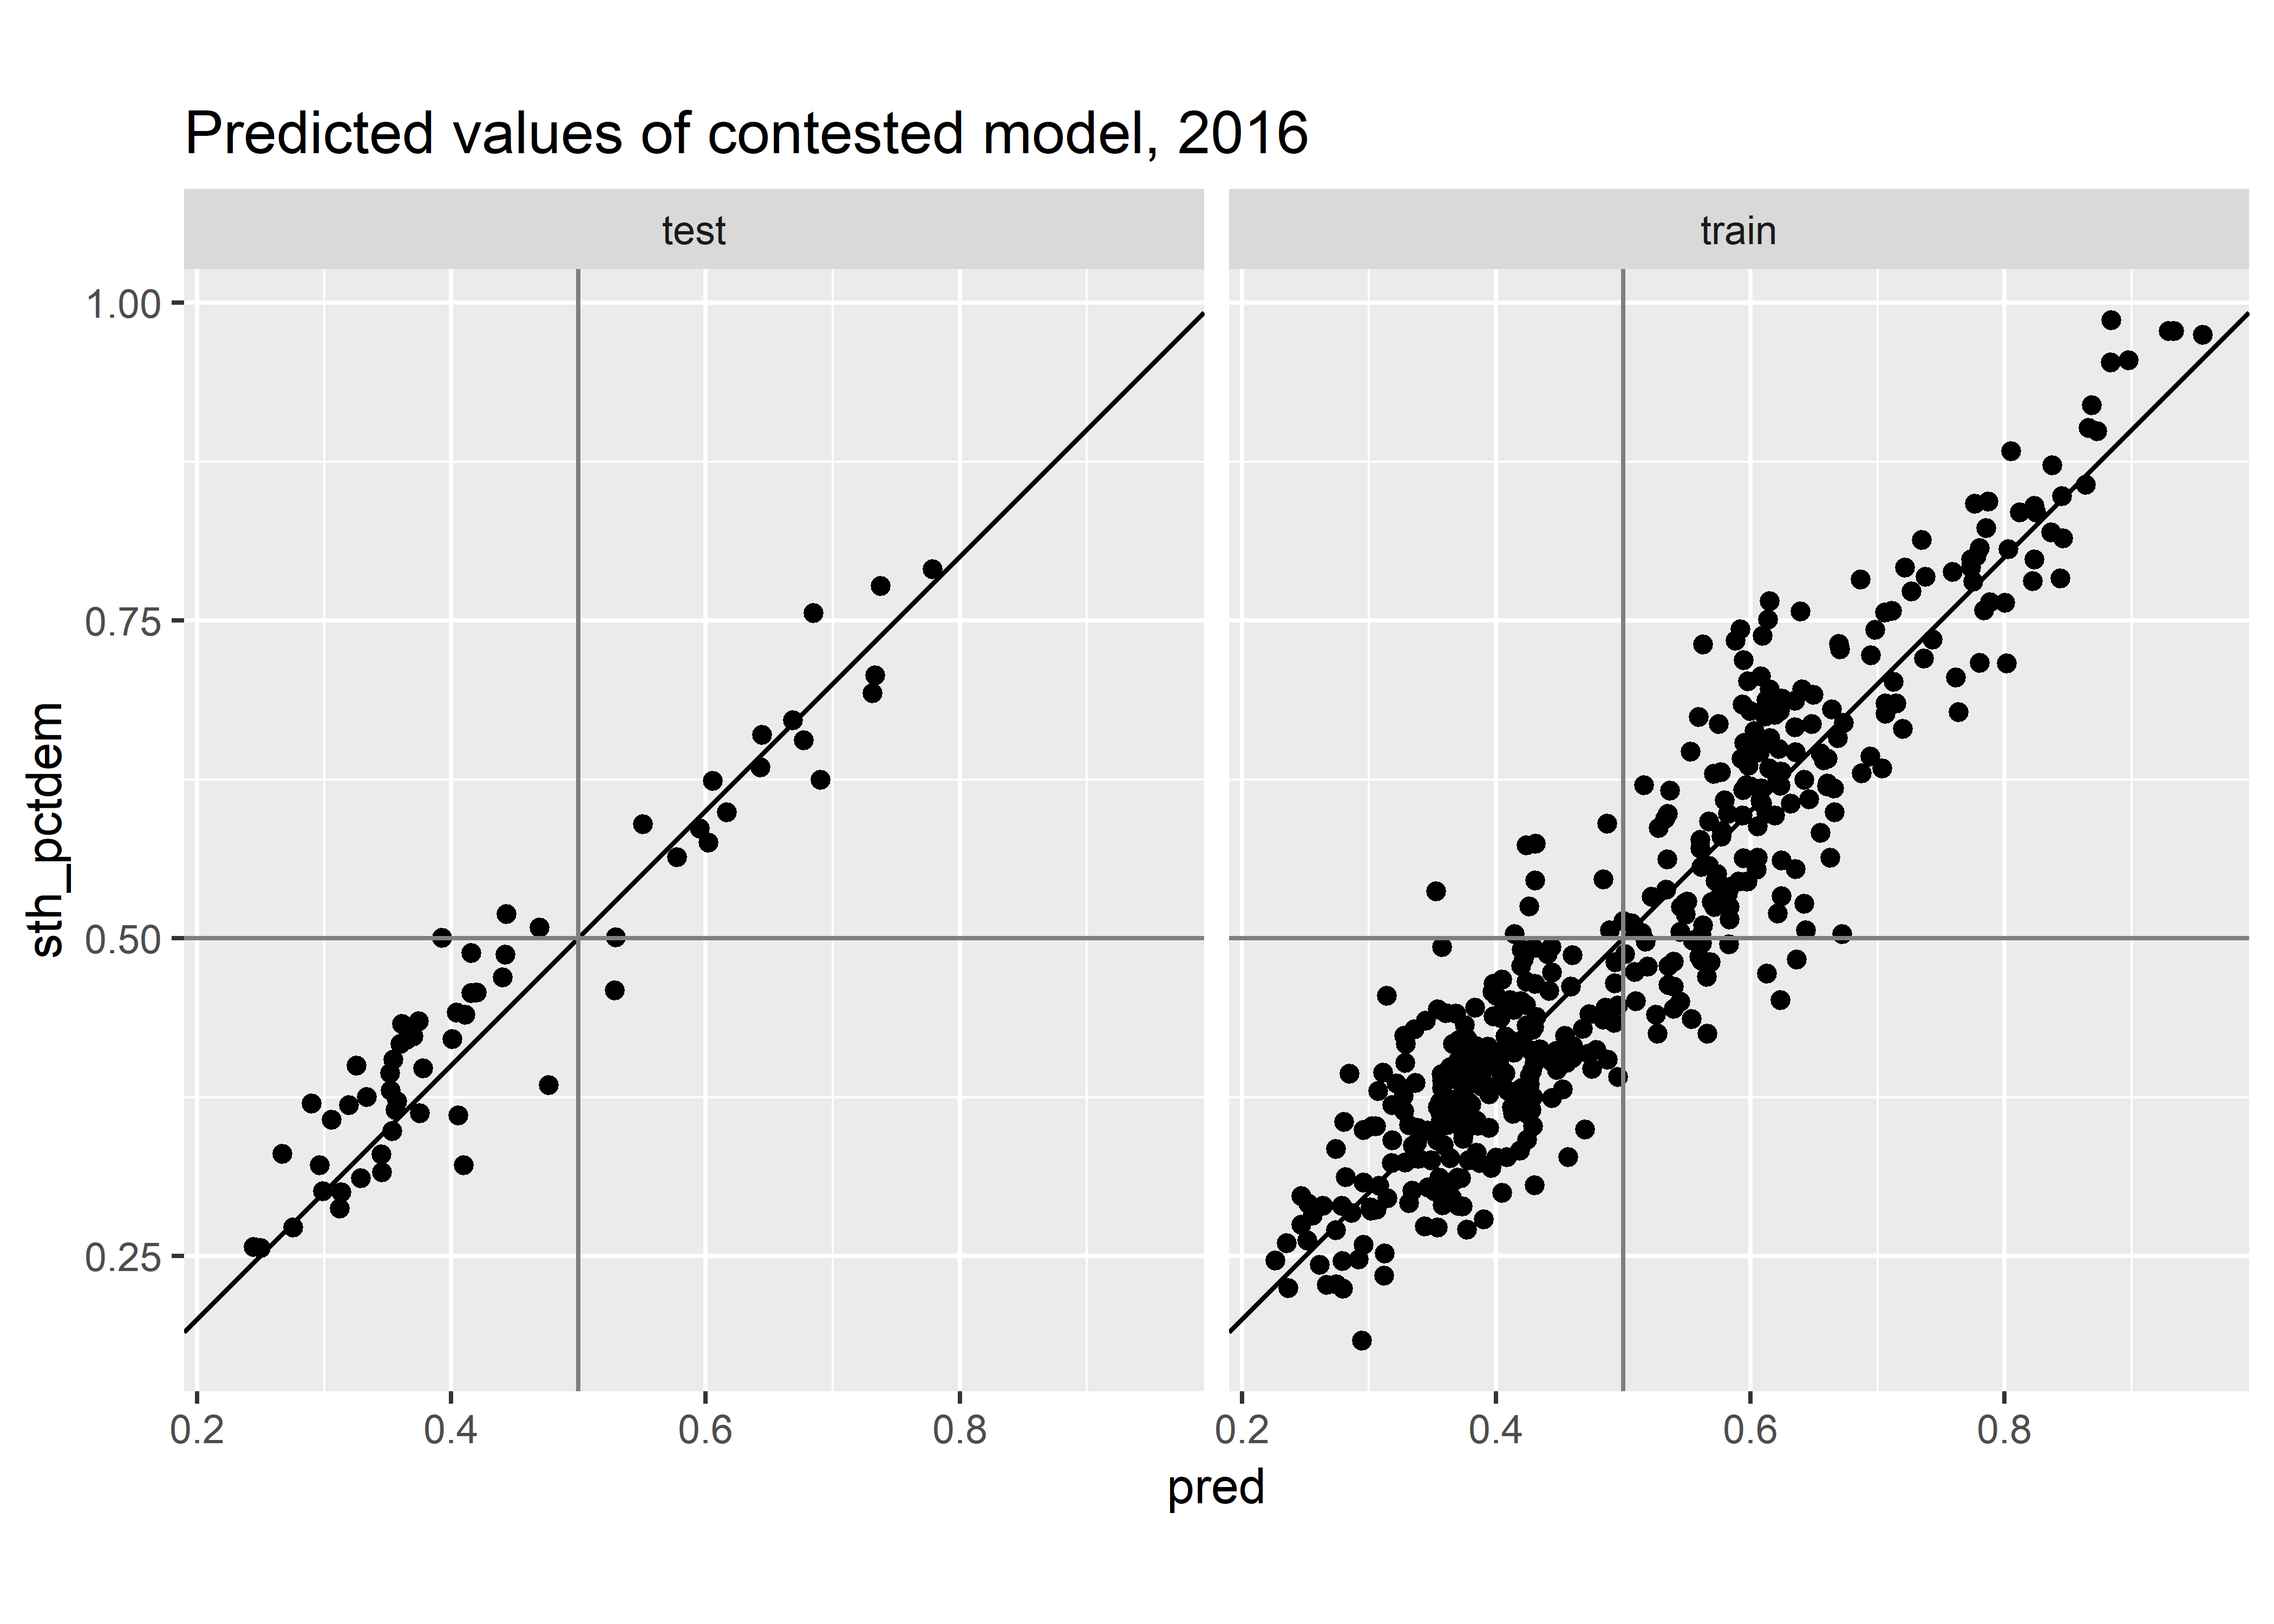 Predicted values of contested model, 2016
test
train
sth_pctdem
1.00
0.75
0.50
0.25
0.2 0.4 0.6 0.8
0.2 0.4 0.6 0.8
pred